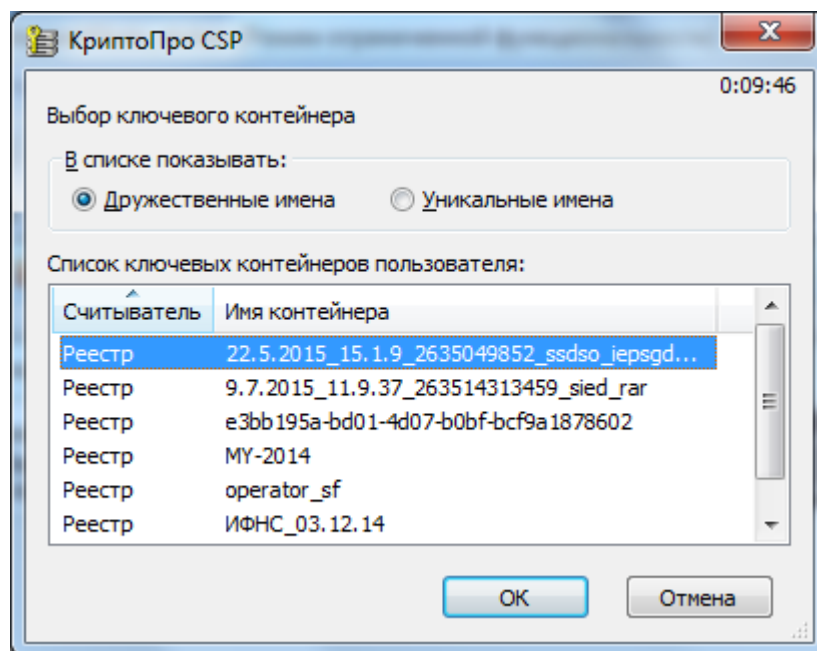 КриптоПро CSP
0:09:46
Выбор ключевого контейнера
В списке показывать:
Дружественные имена Уникальные имена
Список ключевых контейнеров пользователя:
Считыватель Имя контейнера
Реестр 22.5.2015_15.1.9_2635049852_ssdso_iepsgd...
Реестр 9.7.2015_11.9.37_263514313459_sied_rar
Реестр e3bb195a-bd01-4d07-b0bf-bcf9a1878602
Реестр MY-2014
Реестр operator_sf
Реестр ИФНС_03.12.14
ОК Отмена